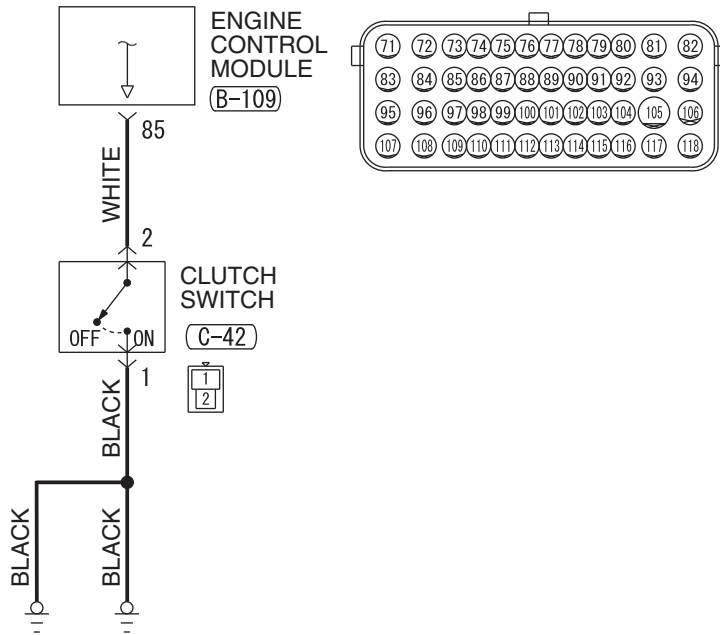 ENGINE
CONTROL
MODULE
B-109
85
WHITE
2
CLUTCH
SWITCH
OFF
ON
C-42
1
1
2
BLACK
BLACK
BLACK
71 72 73 74 75 76 77 78 79 80 81 82
83 84 85 86 87 88 89 90 91 92 93 94
95 96 97 98 99 100 101 102 103 104 105 106
107 108 109 110 111 112 113 114 115 116 117 118